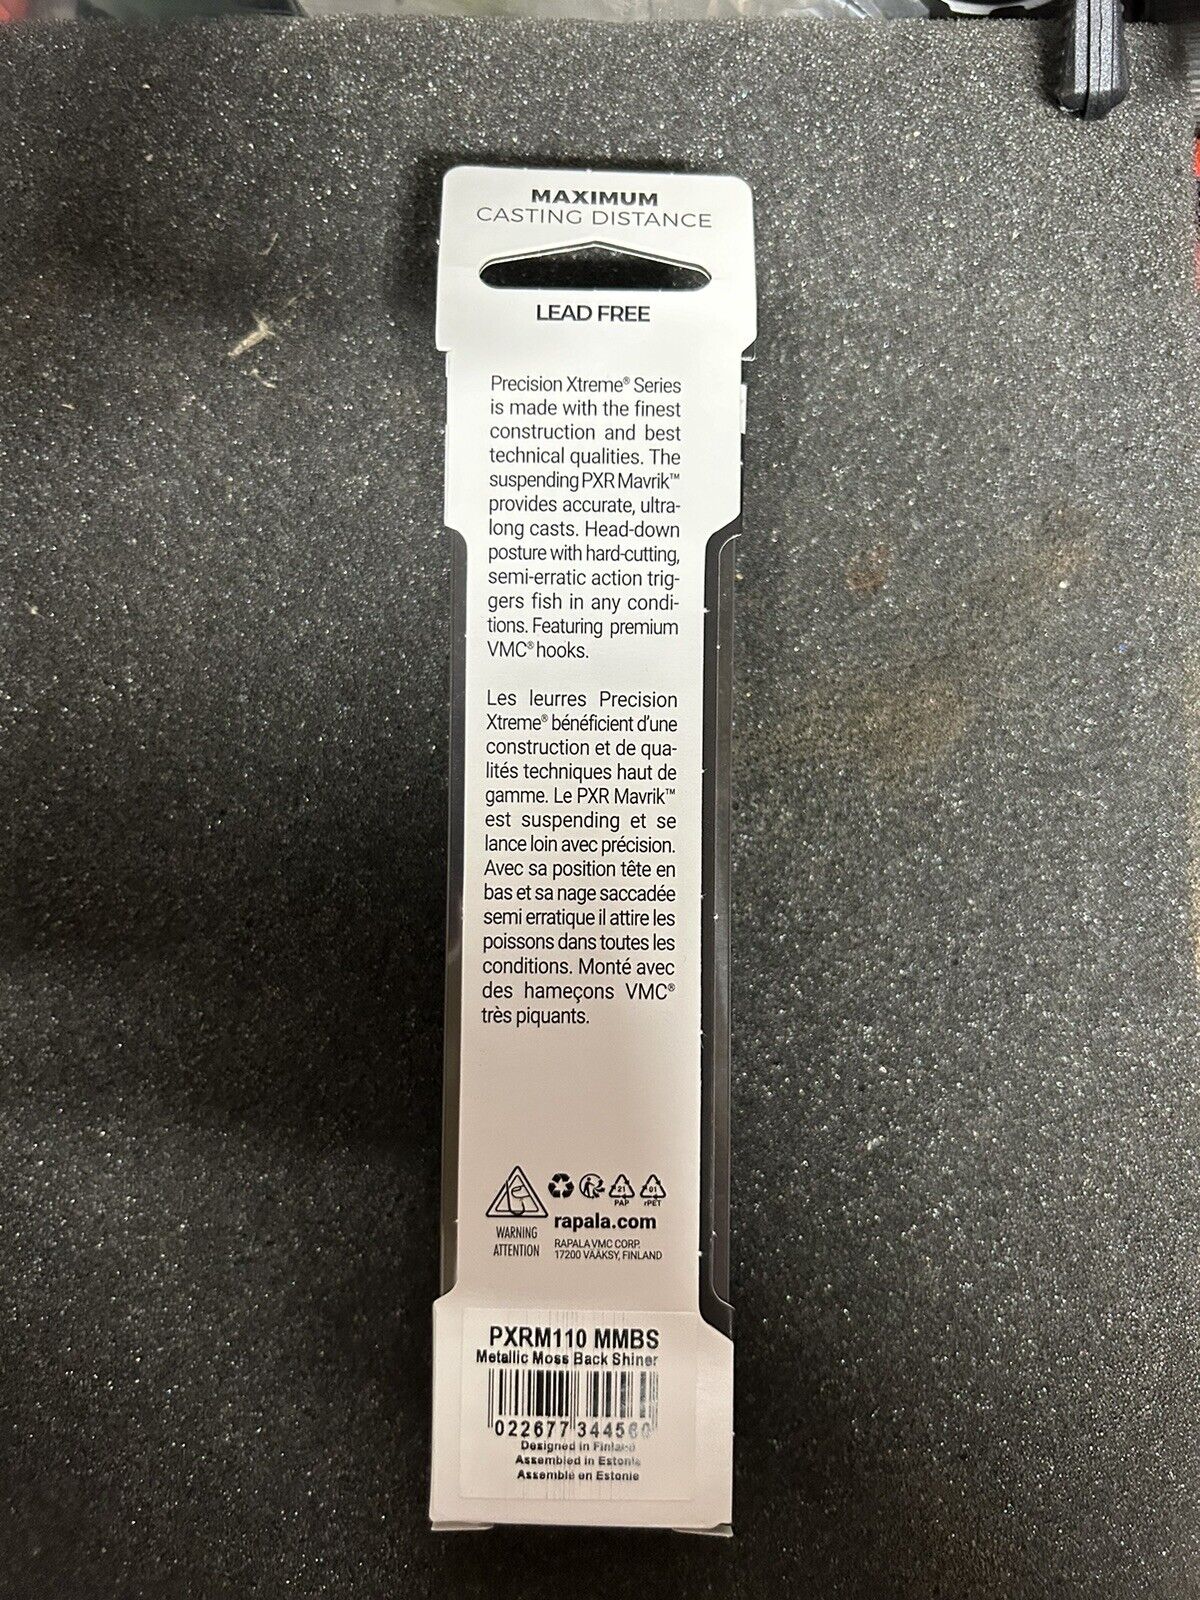 MAXIMUM
CASTING DISTANCE
LEAD FREE
Precision Xtreme® Series
is made with the finest
construction and best
technical qualities. The
suspending PXR Mavrik™
provides accurate, ultra-
long casts. Head-down
posture with hard-cutting,
semi-erratic action trig-
gers fish in any condi-
tions. Featuring premium
VMC® hooks.
Les leurres Precision
Xtreme® bénéficient d'une
construction et de qua-
lités techniques haut de
gamme. Le PXR Mavrik™
est suspending et se
lance loin avec précision.
Avec sa position tête en
bas et sa nage saccadée
semi erratique il attire les
poissons dans toutes les
conditions. Monté avec
des hameçons VMC®
très piquants.
21
PAP
01
rPET
WARNING
ATTENTION
rapala.com
RAPALA VMC CORP.
17200 VÄÄKSY, FINLAND
PXRM110 MMBS
Metallic Moss Back Shiner
022677 344560
Designed in Finland
Assembled in Estonia
Assemblé en Estonie